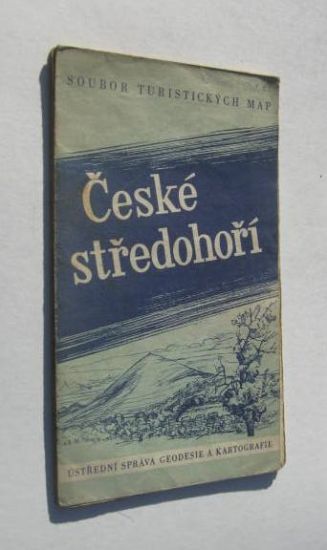 SOUBOR TURISTICKÝCH MAP
České
středohoří
ÚSTŘEDNÍ SPRÁVA GEODESIE A KARTOGRAFIE